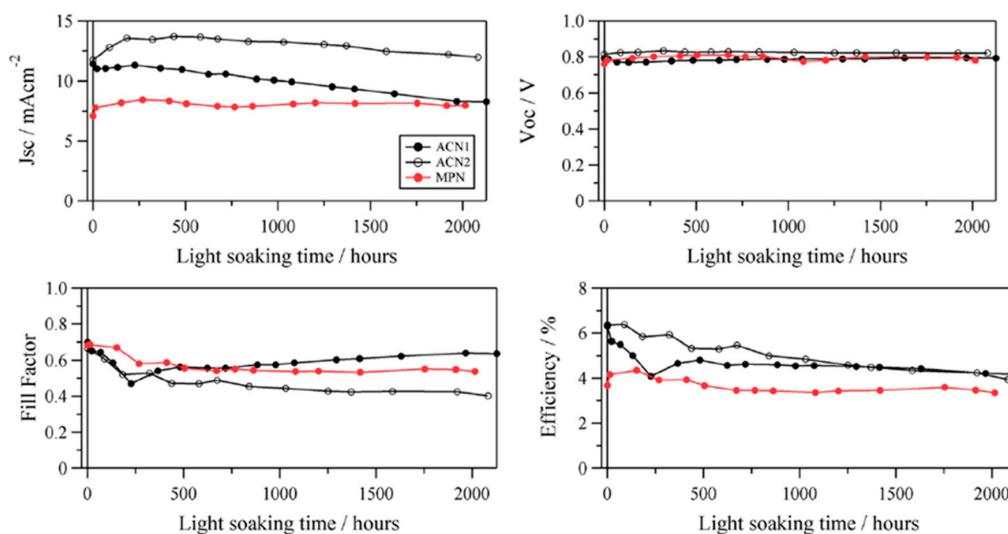 Jsc / mAcm⁻²
15
10
5
0
ACN1
ACN2
MPN
0 500 1000 1500 2000
Light soaking time / hours
Voc / V
1.0
0.8
0.6
0.4
0.2
0.0
0 500 1000 1500 2000
Light soaking time / hours
Fill Factor
1.0
0.8
0.6
0.4
0.2
0
0 500 1000 1500 2000
Light soaking time / hours
Efficiency / %
8
6
4
2
0
0 500 1000 1500 2000
Light soaking time / hours